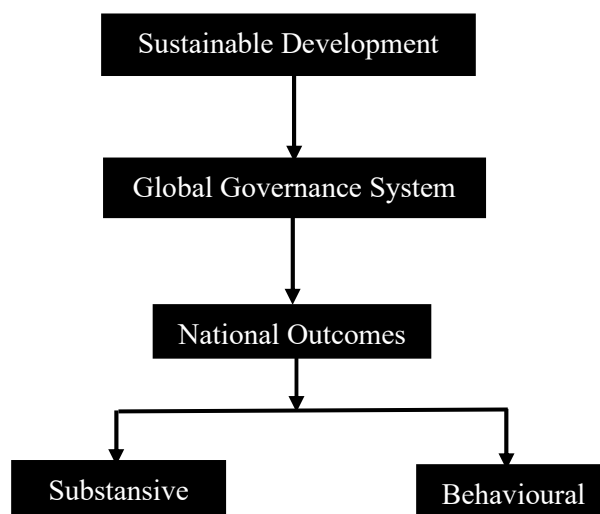 Sustainable Development
Global Governance System
National Outcomes
Substansive
Behavioural